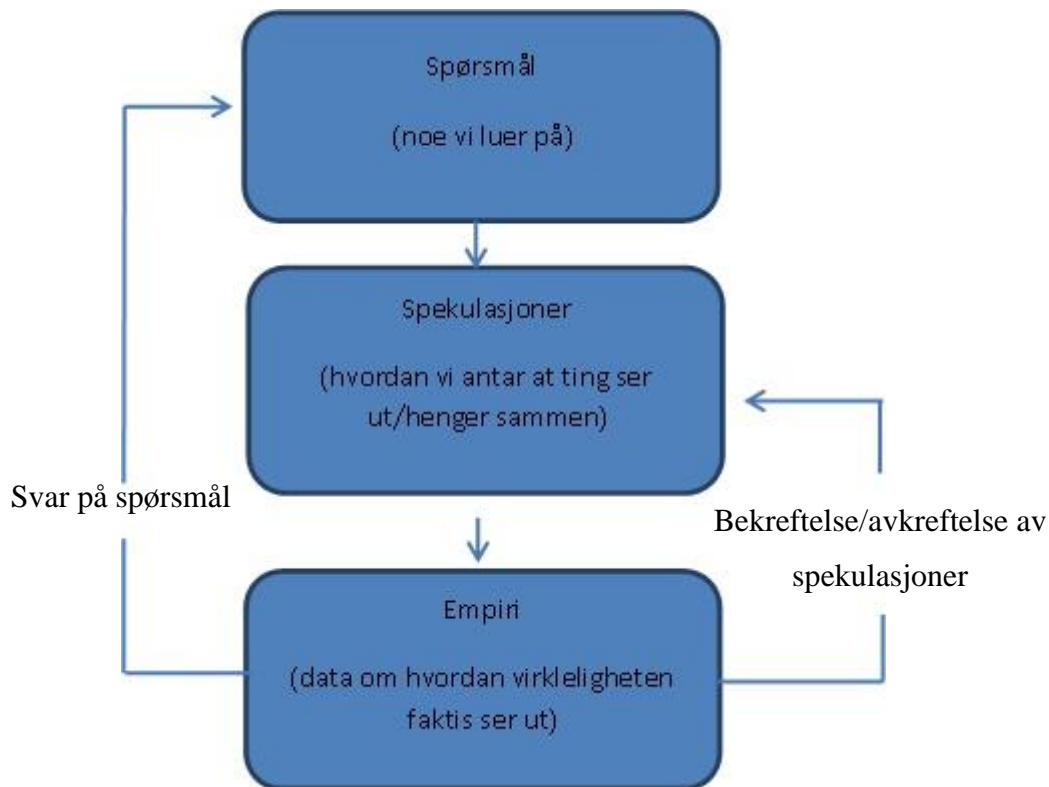 Spørsmål
(noe vi luer på)
Spekulasjoner
(hvordan vi antar at ting ser
ut/henger sammen)
Svar på spørsmål
Bekreftelse/avkreftelse av
spekulasjoner
Empiri
(data om hvordan virkleligheten
faktis ser ut)